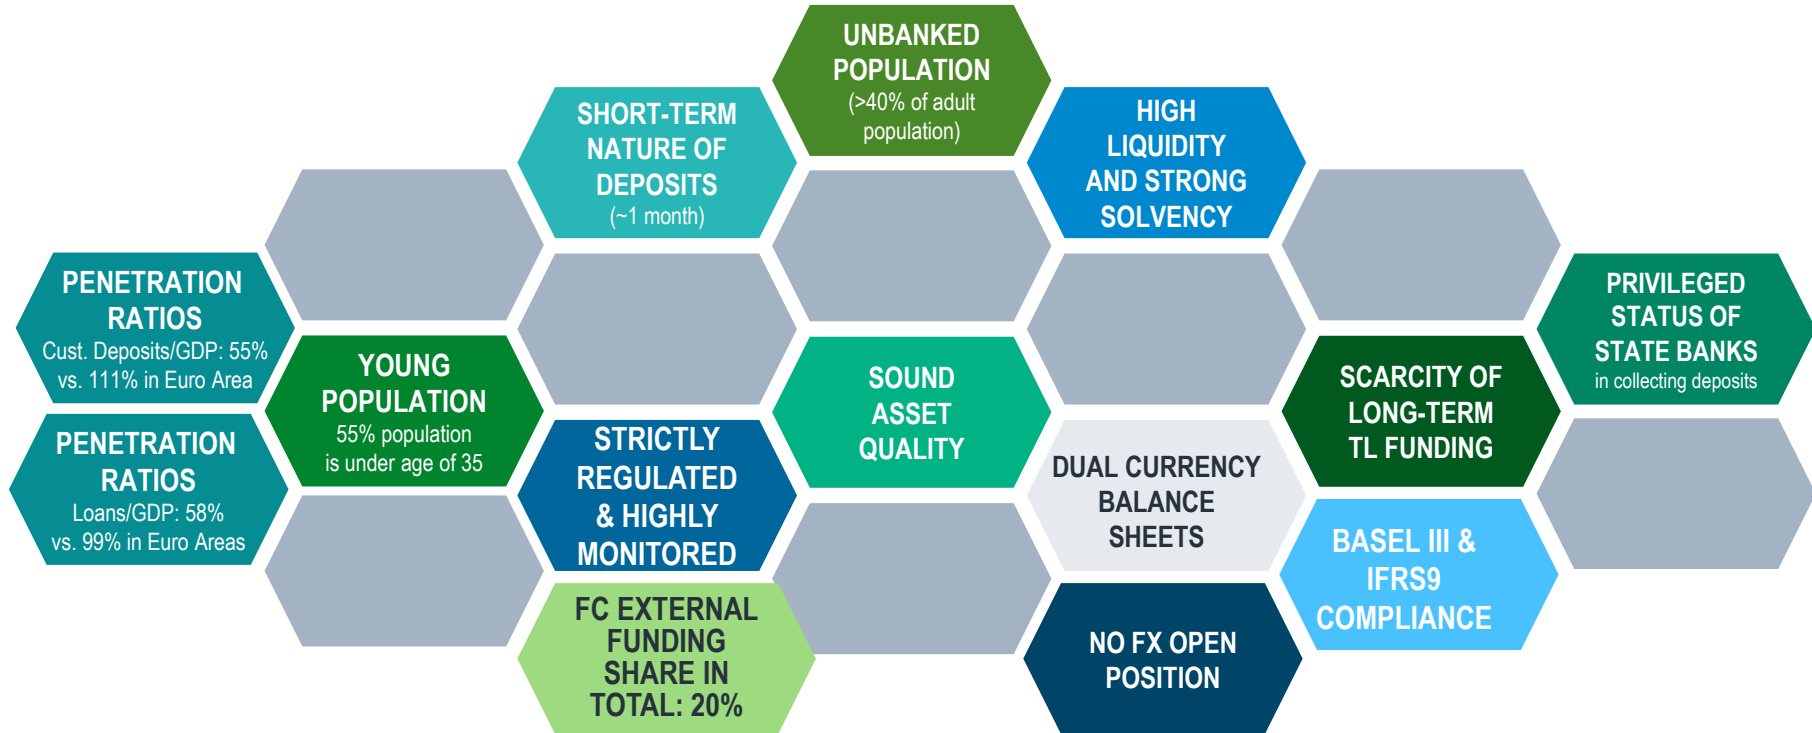 UNBANKED
POPULATION
(>40% of adult
population)
SHORT-TERM
NATURE OF
DEPOSITS
(~1 month)
HIGH
LIQUIDITY
AND STRONG
SOLVENCY
PENETRATION
RATIOS
Cust. Deposits/GDP: 55%
vs. 111% in Euro Area
PRIVILEGED
STATUS OF
STATE BANKS
in collecting deposits
YOUNG
POPULATION
55% population
is under age of 35
SOUND
ASSET
QUALITY
SCARCITY OF
LONG-TERM
TL FUNDING
PENETRATION
RATIOS
Loans/GDP: 58%
vs. 99% in Euro Areas
STRICTLY
REGULATED
& HIGHLY
MONITORED
DUAL CURRENCY
BALANCE
SHEETS
BASEL III &
IFRS9
COMPLIANCE
FC EXTERNAL
FUNDING
SHARE IN
TOTAL: 20%
NO FX OPEN
POSITION